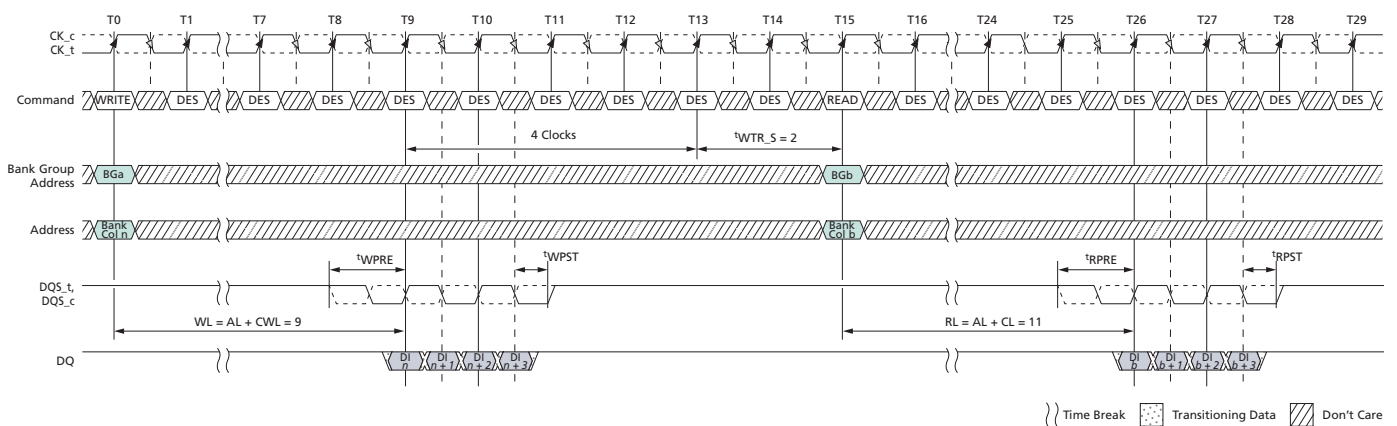 T0 T1 T7 T8 T9 T10 T11 T12 T13 T14 T15 T16 T24 T25 T26 T27 T28 T29
CK_c
CK_t
Command WRITE DES DES DES DES DES DES DES DES DES READ DES DES DES DES DES DES DES
4 Clocks tWTR_S = 2
Bank Group
Address BGa BGb
Address Bank
Col n Bank
Col b
tWPRE tWPST tRPRE tRPST
DQS_t,
DQS_c
WL = AL + CWL = 9 RL = AL + CL = 11
DQ DI
n DI
n + 1 DI
n + 2 DI
n + 3 DI
b DI
b + 1 DI
b + 2 DI
b + 3
Time Break Transitioning Data Don't Care